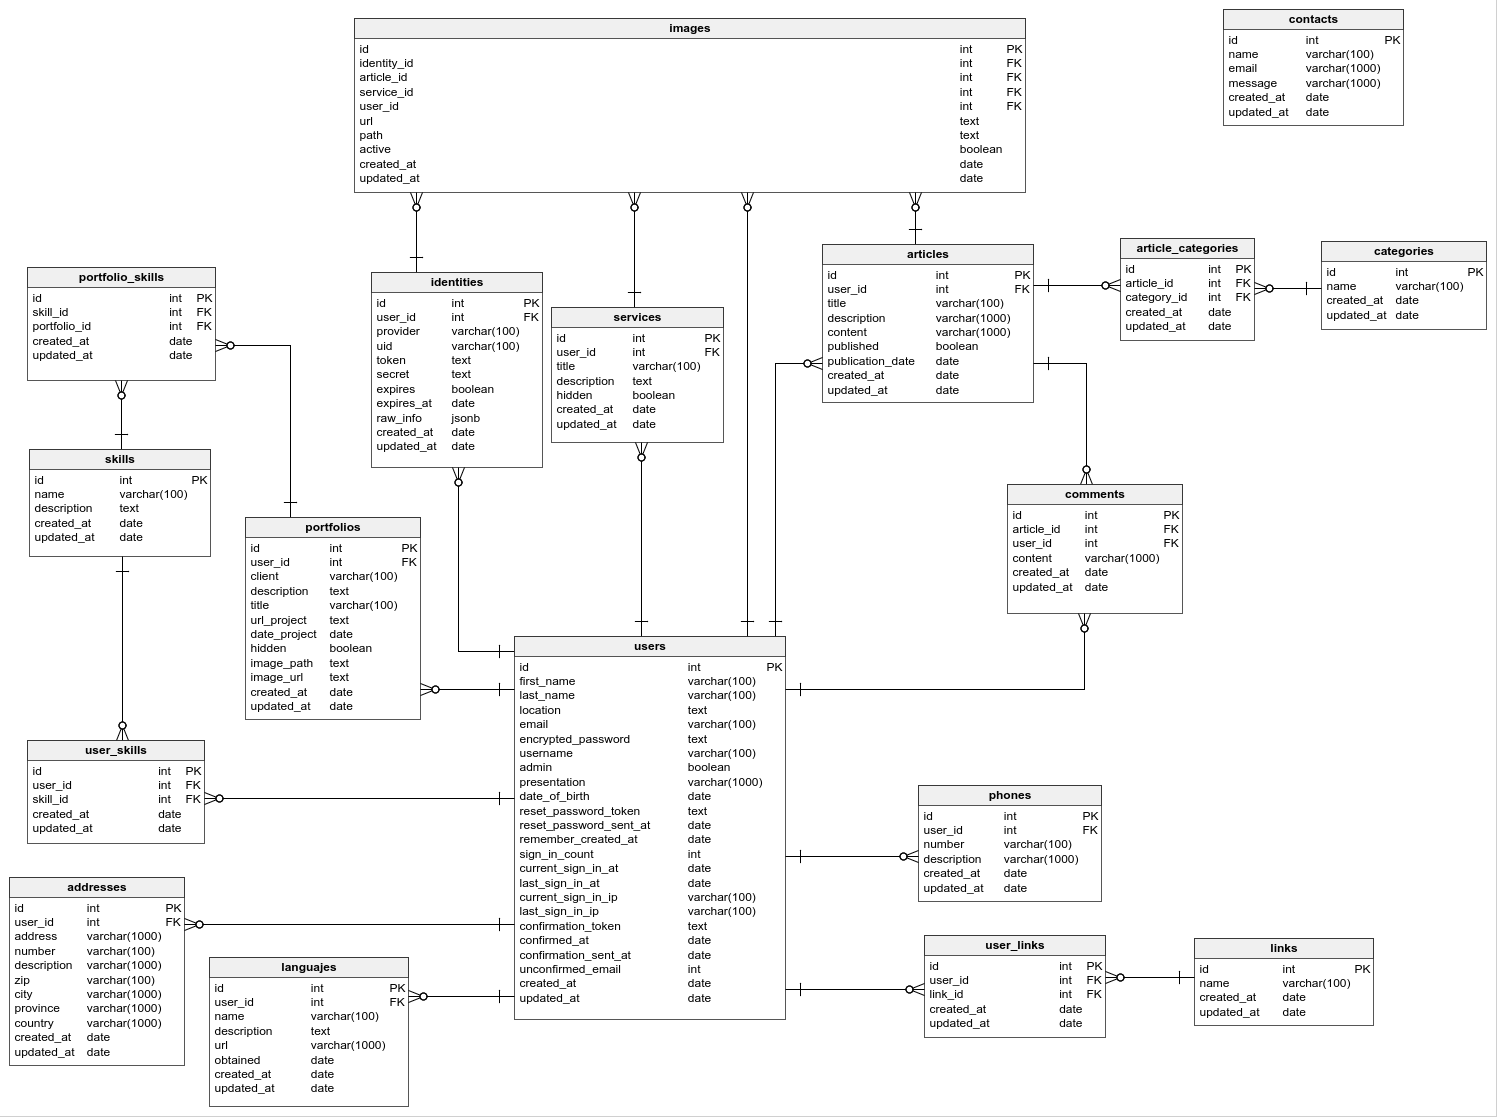 images
id int PK
identity_id int FK
article_id int FK
service_id int FK
user_id int FK
url text
path text
active boolean
created_at date
updated_at date
contacts
id int PK
name varchar(100)
email varchar(1000)
message varchar(1000)
created_at date
updated_at date
portfolio_skills
id int PK
skill_id int FK
portfolio_id int FK
created_at date
updated_at date
identities
id int PK
user_id int FK
provider varchar(100)
uid varchar(100)
token text
secret text
expires boolean
expires_at date
raw_info jsonb
created_at date
updated_at date
services
id int PK
user_id int FK
title varchar(100)
description text
hidden boolean
created_at date
updated_at date
articles
id int PK
user_id int FK
title varchar(100)
description varchar(1000)
content varchar(1000)
published boolean
publication_date date
created_at date
updated_at date
article_categories
id int PK
article_id int FK
category_id int FK
created_at date
updated_at date
categories
id int PK
name varchar(100)
created_at date
updated_at date
skills
id int PK
name varchar(100)
description text
created_at date
updated_at date
portfolios
id int PK
user_id int FK
client varchar(100)
description text
title varchar(100)
url_project text
date_project date
hidden boolean
image_path text
image_url text
created_at date
updated_at date
comments
id int PK
article_id int FK
user_id int FK
content varchar(1000)
created_at date
updated_at date
users
id int PK
first_name varchar(100)
last_name varchar(100)
location text
email varchar(100)
encrypted_password text
username varchar(100)
admin boolean
presentation varchar(1000)
date_of_birth date
reset_password_token text
reset_password_sent_at date
remember_created_at date
sign_in_count int
current_sign_in_at date
last_sign_in_at date
current_sign_in_ip varchar(100)
last_sign_in_ip varchar(100)
confirmation_token text
confirmed_at date
confirmation_sent_at date
unconfirmed_email int
created_at date
updated_at date
user_skills
id int PK
user_id int FK
skill_id int FK
created_at date
updated_at date
phones
id int PK
user_id int FK
number varchar(100)
description varchar(1000)
created_at date
updated_at date
addresses
id int PK
user_id int FK
address varchar(1000)
number varchar(100)
description varchar(1000)
zip varchar(100)
city varchar(1000)
province varchar(1000)
country varchar(1000)
created_at date
updated_at date
languajes
id int PK
user_id int FK
name varchar(100)
description text
url varchar(1000)
obtained date
created_at date
updated_at date
user_links
id int PK
user_id int FK
link_id int FK
created_at date
updated_at date
links
id int PK
name varchar(100)
created_at date
updated_at date